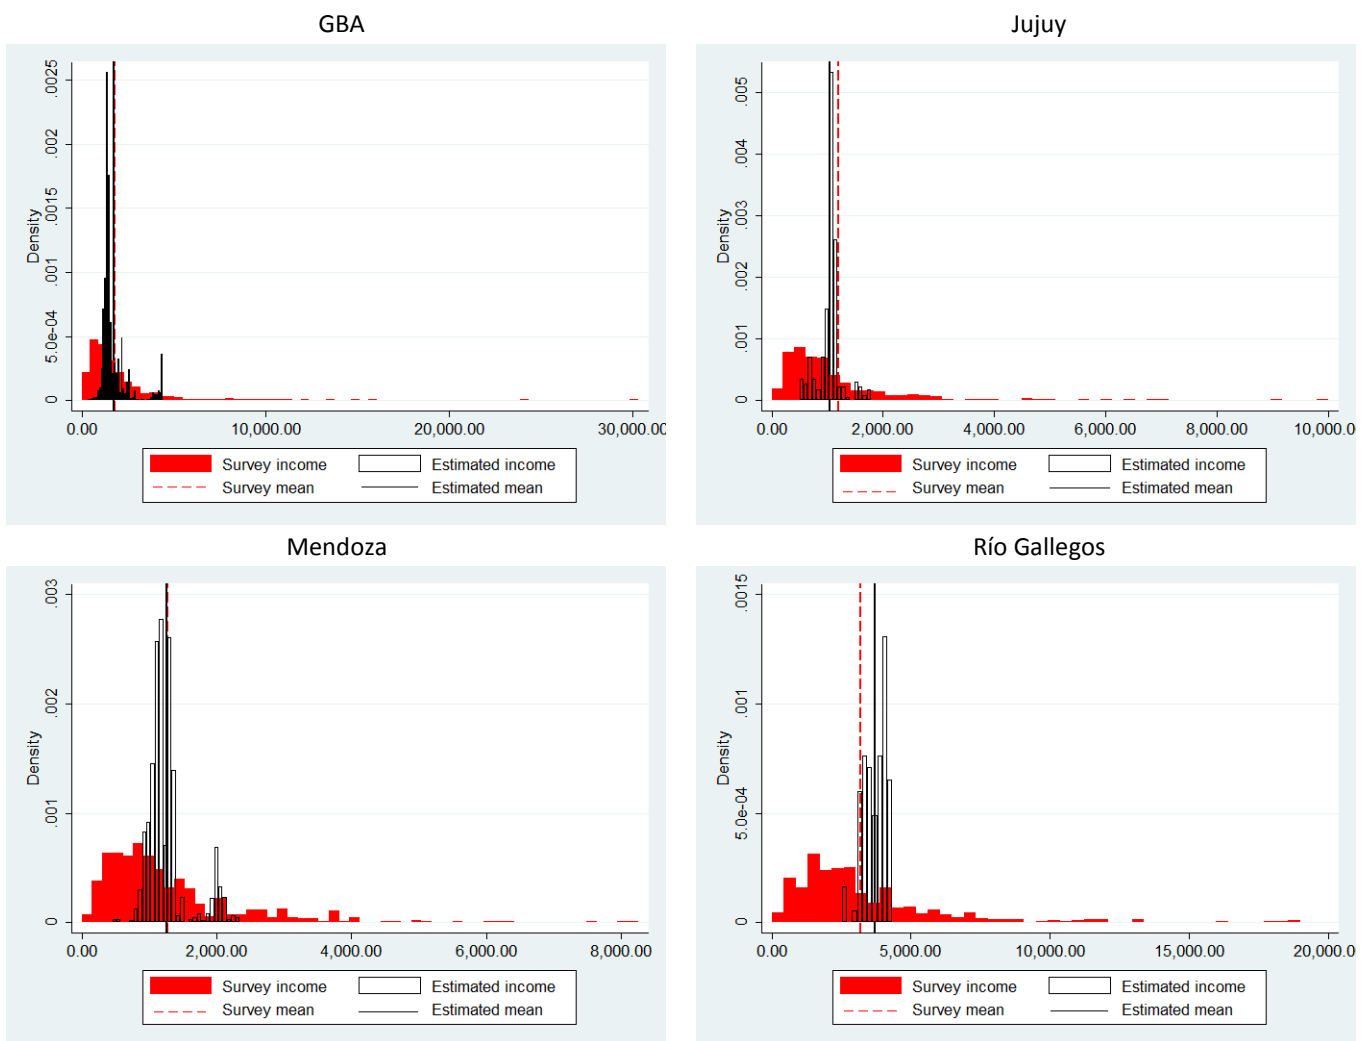 GBA
Density
.0025
.002
.0015
.001
5.0e-04
0
0.00 10,000.00 20,000.00 30,000.00
Survey income Estimated income
Survey mean Estimated mean
Jujuy
Density
.005
.004
.003
.002
.001
0
0.00 2,000.00 4,000.00 6,000.00 8,000.00 10,000.0
Survey income Estimated income
Survey mean Estimated mean
Mendoza
Density
.003
.002
.001
0
0.00 2,000.00 4,000.00 6,000.00 8,000.00
Survey income Estimated income
Survey mean Estimated mean
Río Gallegos
Density
.0015
.001
5.0e-04
0
0.00 5,000.00 10,000.00 15,000.00 20,000.0
Survey income Estimated income
Survey mean Estimated mean